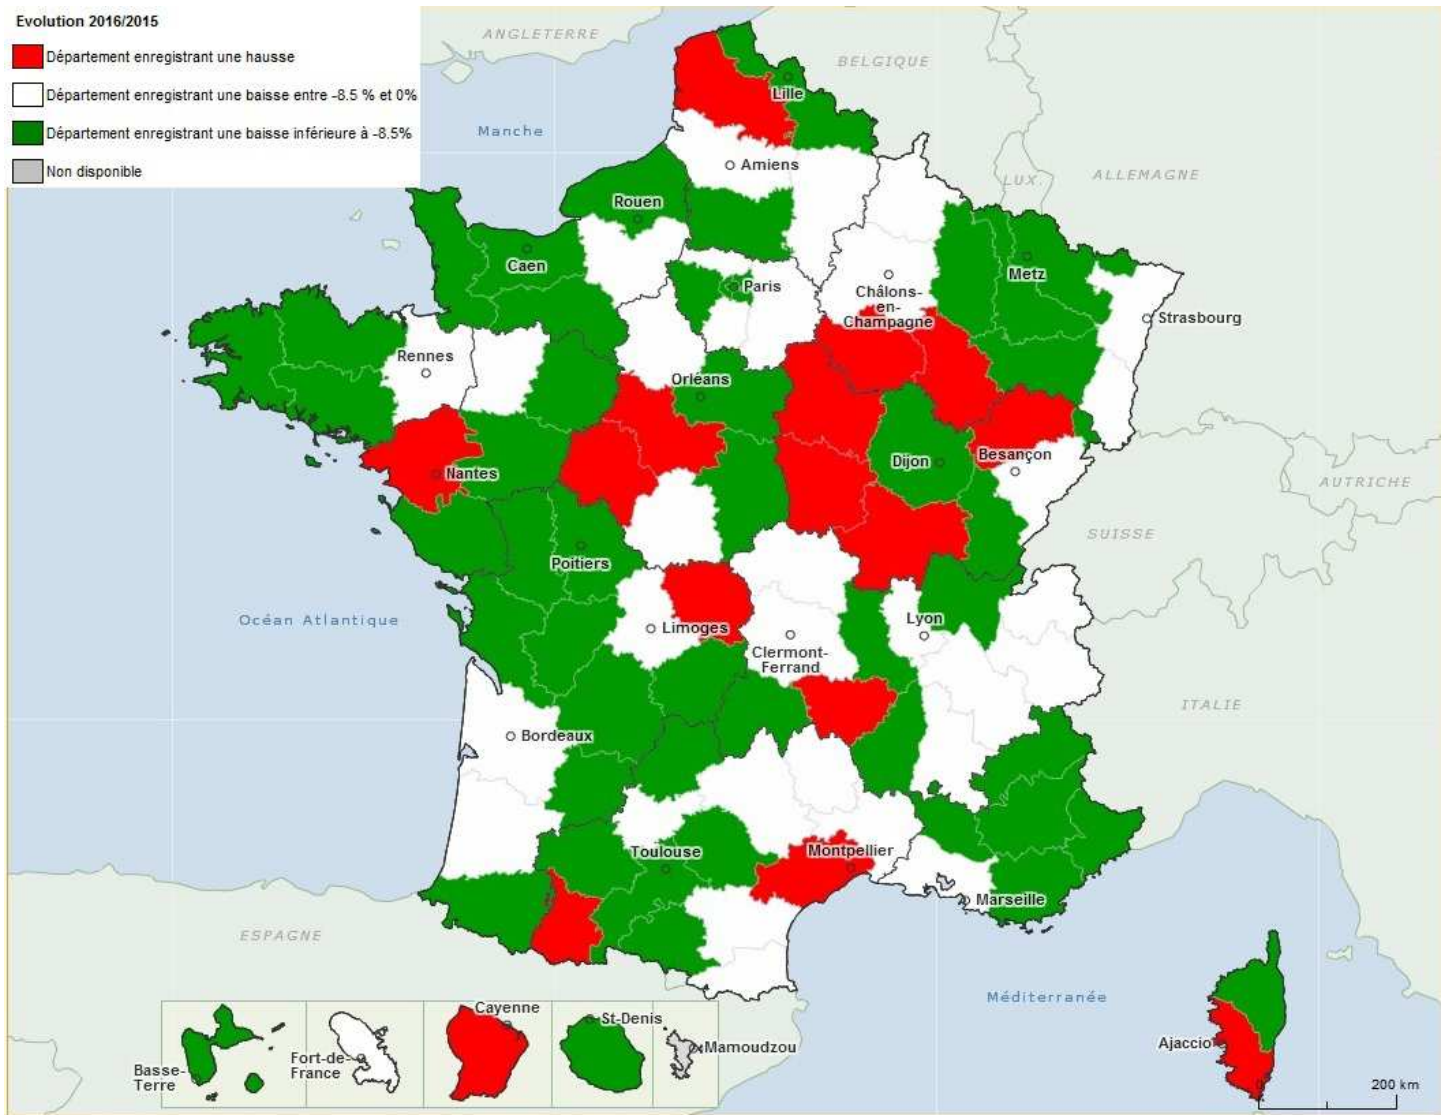 Evolution 2016/2015
Département enregistrant une hausse
Département enregistrant une baisse entre -8.5 % et 0%
Département enregistrant une baisse inférieure à -8.5%
Non disponible
ANGLETERRE
BELGIQUE
Lille
Manche
Amiens
LUX.
ALLEMAGNE
Rouen
Caen
Metz
Paris
Châlons-
en-
Champagne
Strasbourg
Rennes
Orléans
Nantes
Dijon
Besançon
AUTRICHE
SUISSE
Poitiers
Océan Atlantique
Limoges
Lyon
Clermont-
Ferrand
ITALIE
Bordeaux
Toulouse
Montpellier
Marseille
ESPAGNE
Méditerranée
Cayenne
St-Denis
Mamoudzou
Fort-de-
France
Basse-
Terre
Ajaccio
200 km